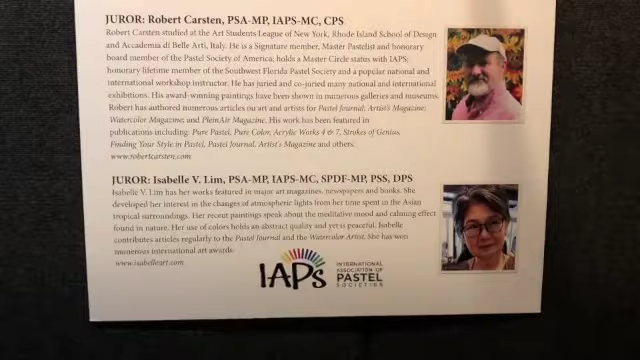 JUROR: Robert Carsten, PSA-MP, IAPS-MC, CPS
Robert Carsten studied at the Art Students League of New York, Rhode Island School of Design
and Accademia di Belle Arti, Italy. He is a Signature member, Master Pastelist and honorary
board member of the Pastel Society of America; holds a Master Circle status with IAPS;
honorary lifetime member of the Southwest Florida Pastel Society and a popular national and
international workshop instructor. He has juried and co-juried many national and international
exhibitions. His award-winning paintings have been shown in numerous galleries and museums.
Robert has authored numerous articles on art and artists for Pastel Journal, Artist's Magazine,
Watercolor Magazine, and PleinAir Magazine. His work has been featured in
publications including: Pure Pastel, Pure Color, Acrylic Works 4 & 7, Strokes of Genius,
Finding Your Style in Pastel, Pastel Journal, Artist's Magazine and others.
www.robertcarsten.com
JUROR: Isabelle V. Lim, PSA-MP, IAPS-MC, SPDF-MP, PSS, DPS
Isabelle V. Lim has her works featured in major art magazines, newspapers and books. She
developed her interest in the changes of atmospheric lights from her time spent in the Asian
tropical surroundings. Her recent paintings speak about the meditative mood and calming effect
found in nature. Her use of colors holds an abstract quality and yet is peaceful. Isabelle
contributes articles regularly to the Pastel Journal and the Watercolor Artist. She has won
numerous international art awards.
www.isabelleart.com
IAPS
INTERNATIONAL
ASSOCIATION OF
PASTEL
SOCIETIES